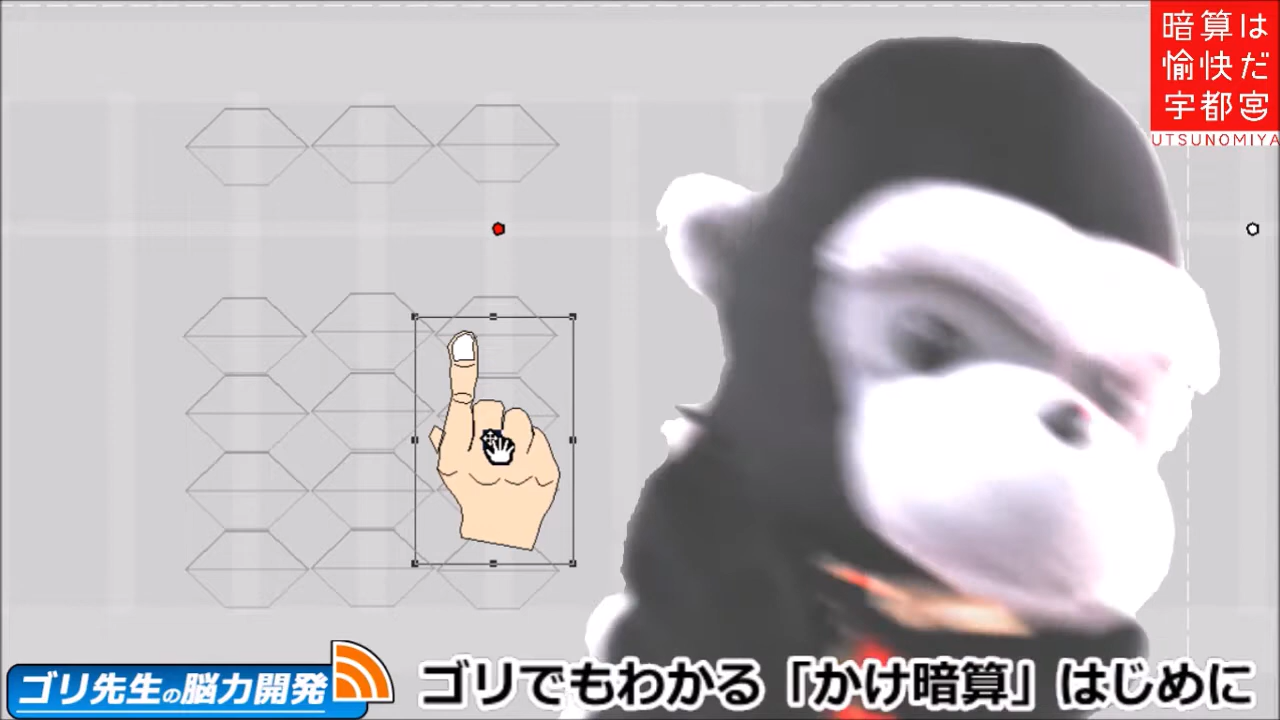 暗算は
愉快だ
宇都宮
UTSUNOMIYA
ゴリ先生の脳力開発
ゴリでもわかる「かけ暗算」はじめに